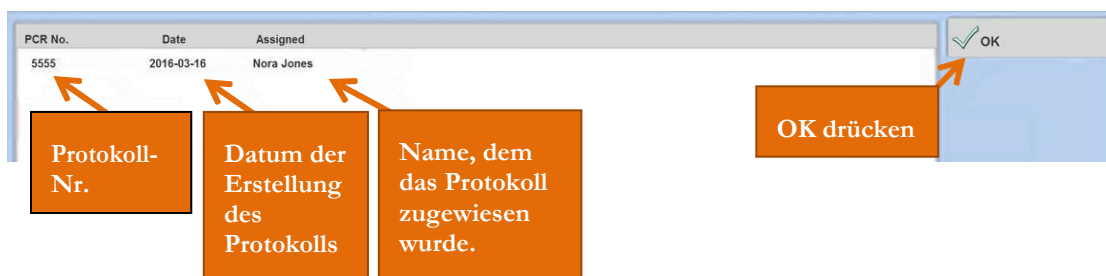 PCR No. Date Assigned
OK
5555 2016-03-16 Nora Jones
Protokoll-
Nr.
Datum der
Erstellung
des
Protokolls
Name, dem
das Protokoll
zugewiesen
wurde.
OK drücken